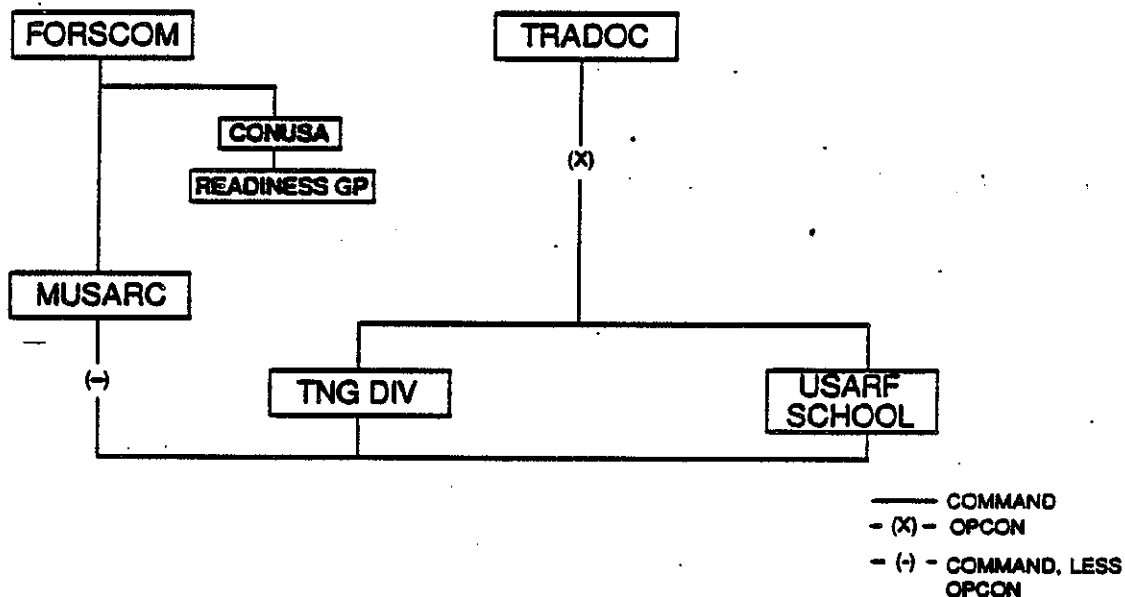 FORSCOM
TRADOC
CONUSA
(X)
READINESS GP
MUSARC
(-)
TNG DIV
USARF
SCHOOL
COMMAND
- (X) - OPCON
- (-) - COMMAND, LESS
OPCON